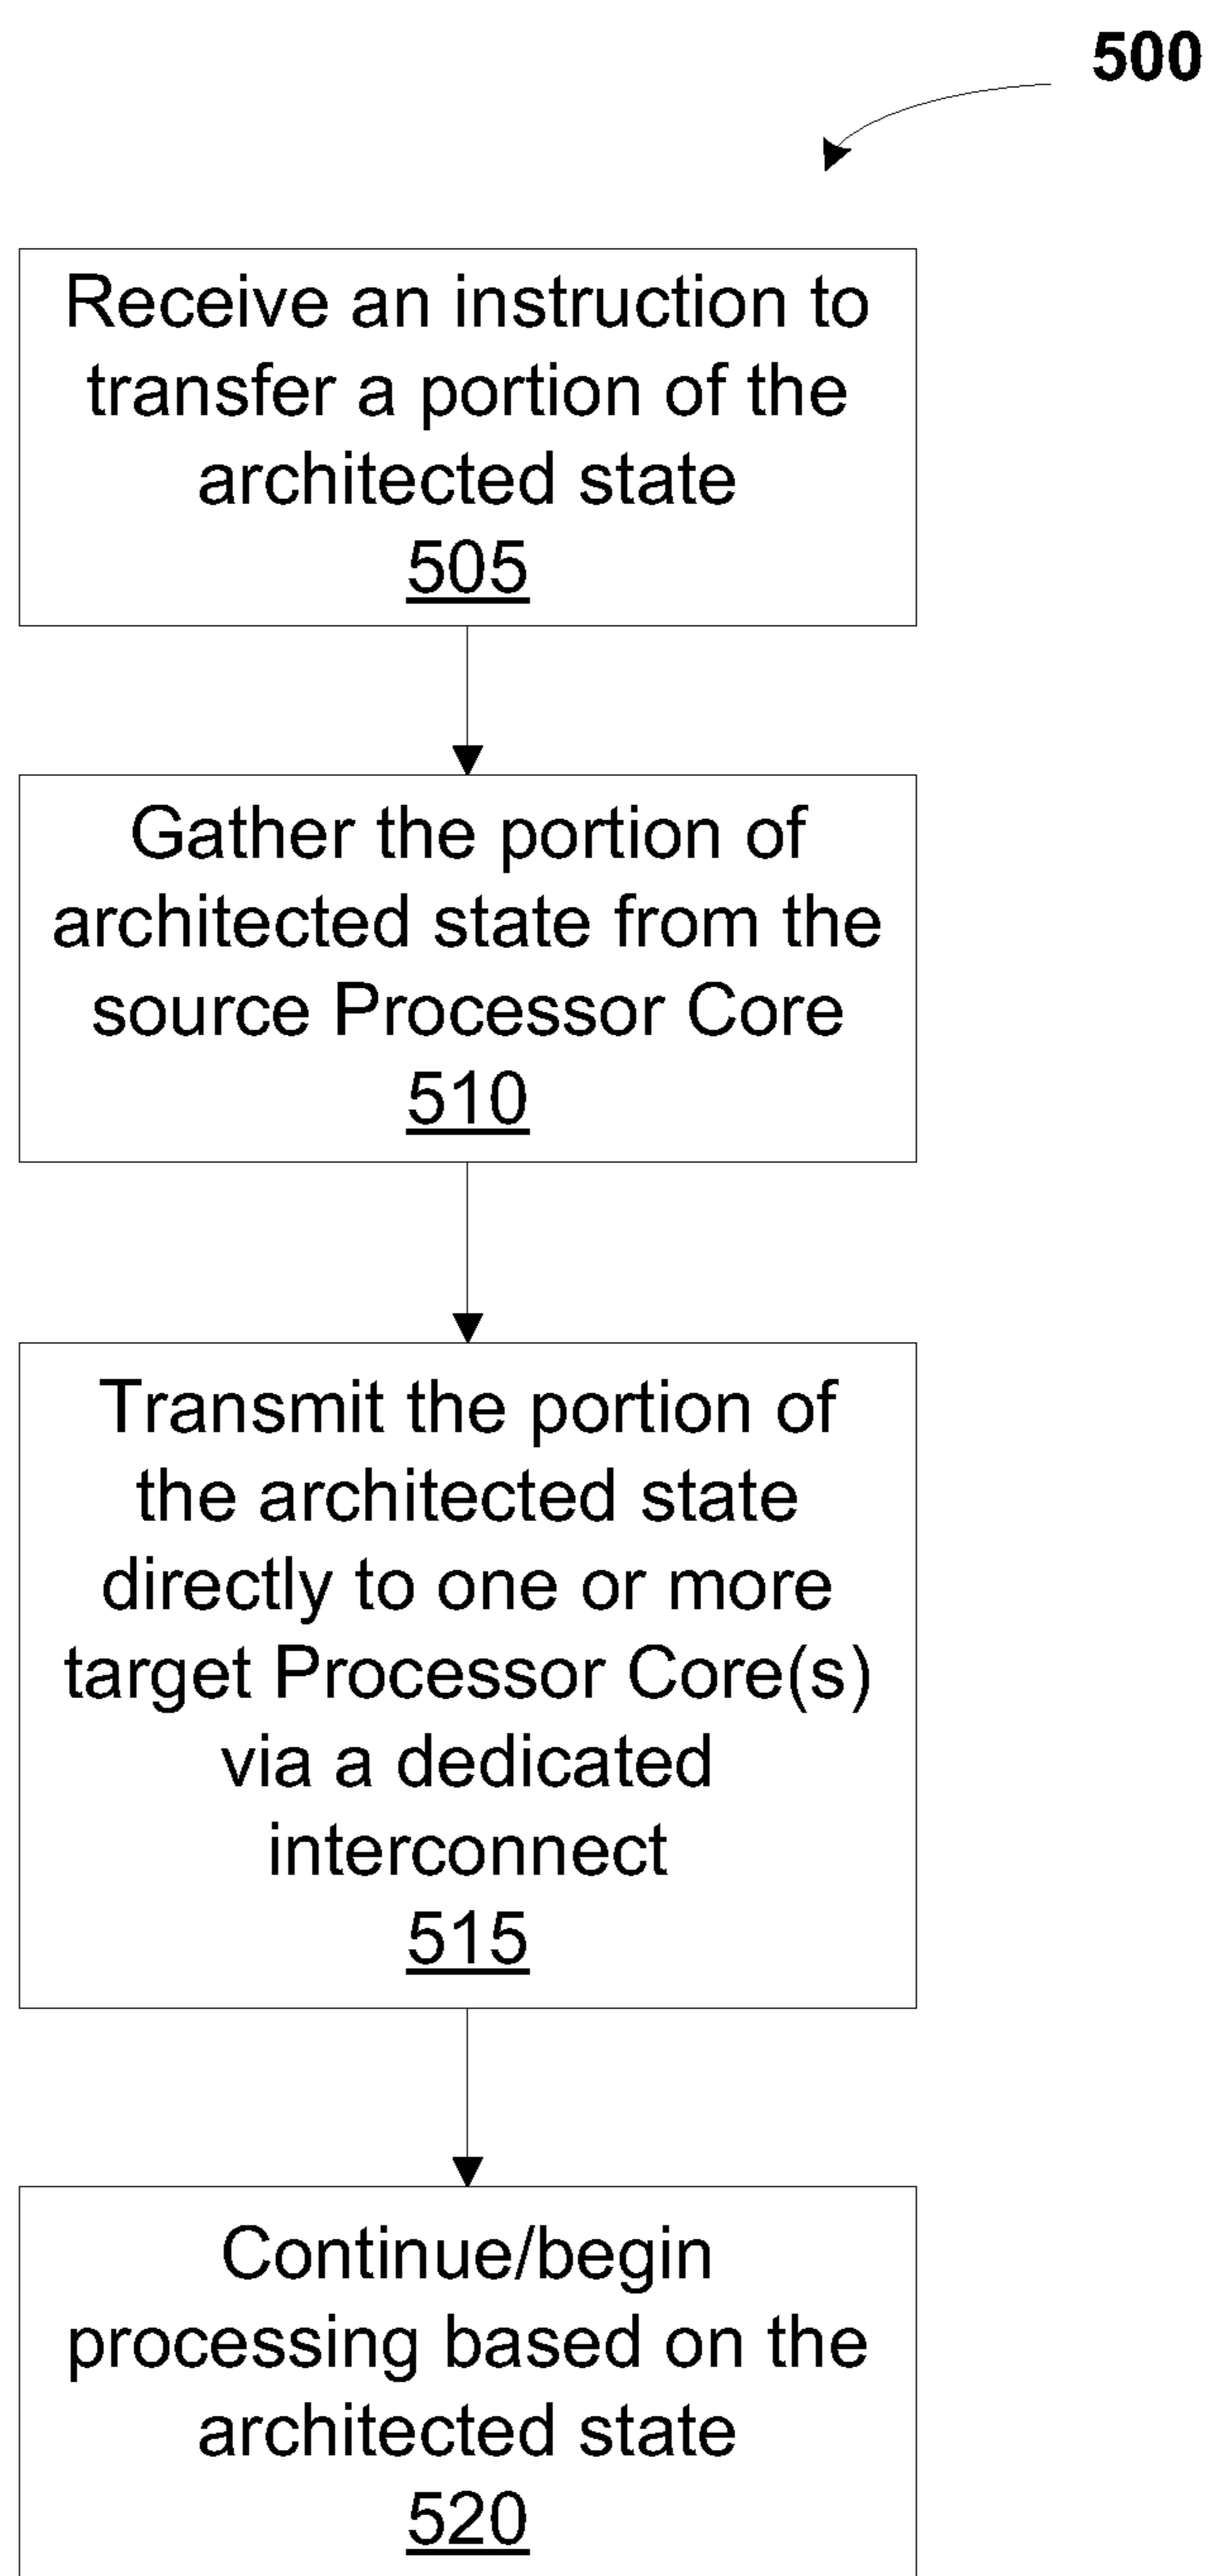 500
Receive an instruction to
transfer a portion of the
architected state
505
Gather the portion of
architected state from the
source Processor Core
510
Transmit the portion of
the architected state
directly to one or more
target Processor Core(s)
via a dedicated
interconnect
515
Continue/begin
processing based on the
architected state
520